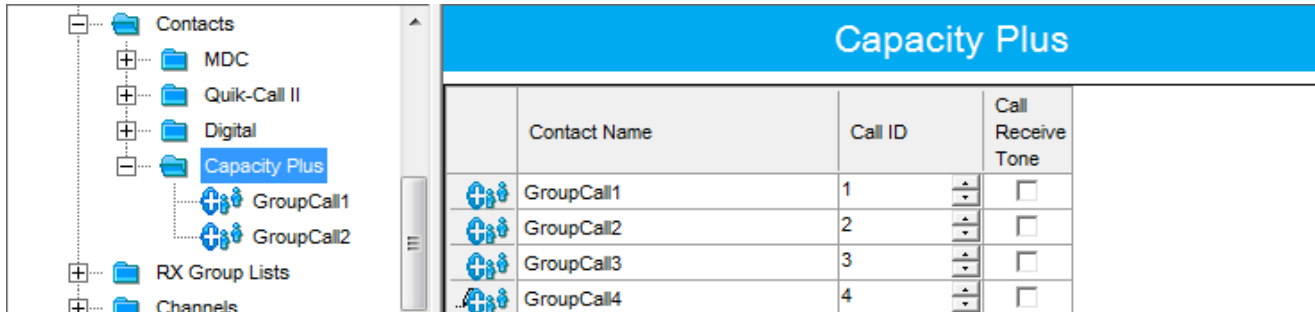 Contacts
MDC
Quik-Call II
Digital
Capacity Plus
GroupCall1
GroupCall2
RX Group Lists
Channels
Capacity Plus
Contact Name Call ID Call Receive Tone
GroupCall1 1
GroupCall2 2
GroupCall3 3
GroupCall4 4